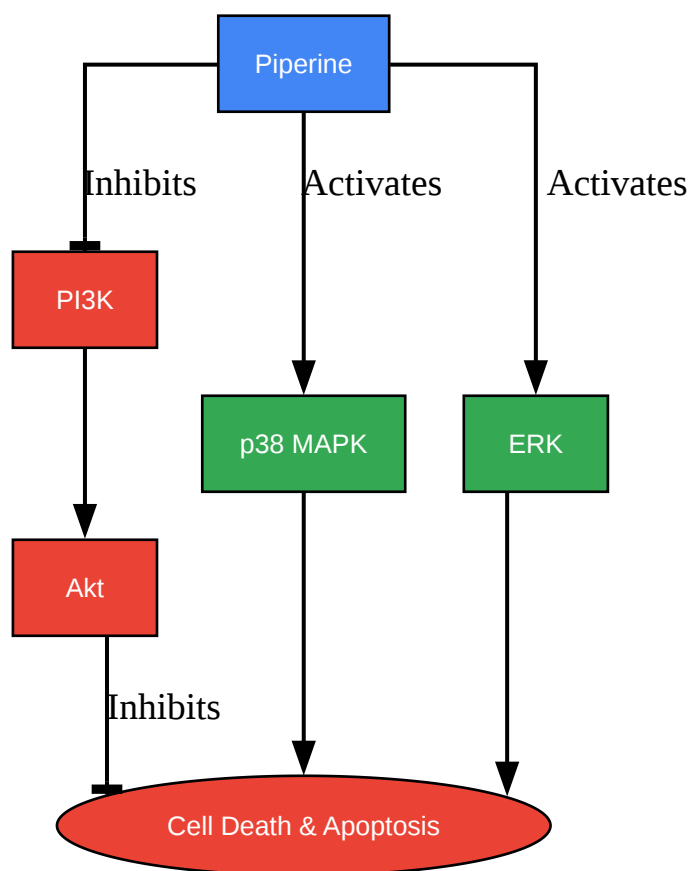 Piperine
Inhibits
Activates
Activates
PI3K
p38 MAPK
ERK
Akt
Inhibits
Cell Death & Apoptosis